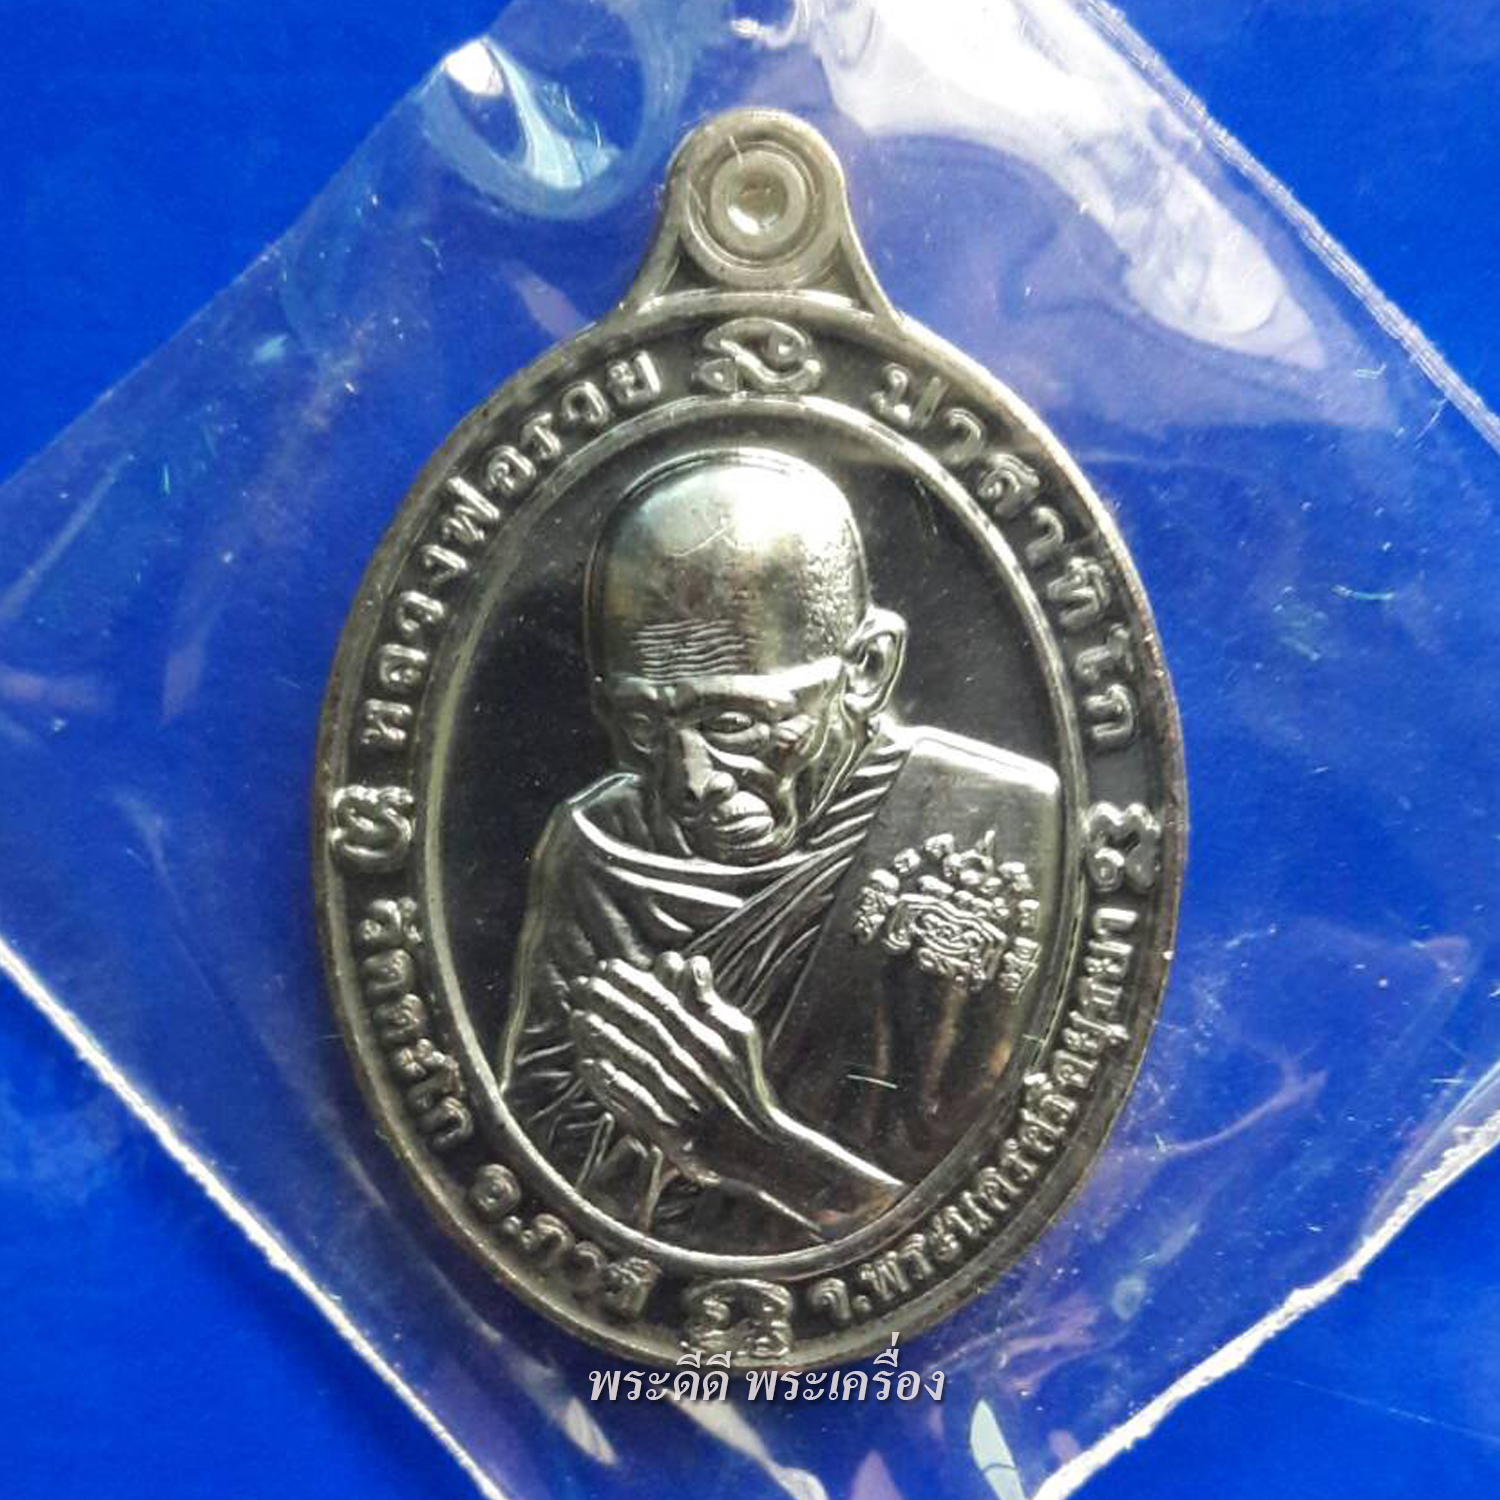 หลวงพ่อรวย ปาสาทิโก
วัดตะโก อ.ภาชี จ.พระนครศรีอยุธยา
พระดีดี พระเครื่อง